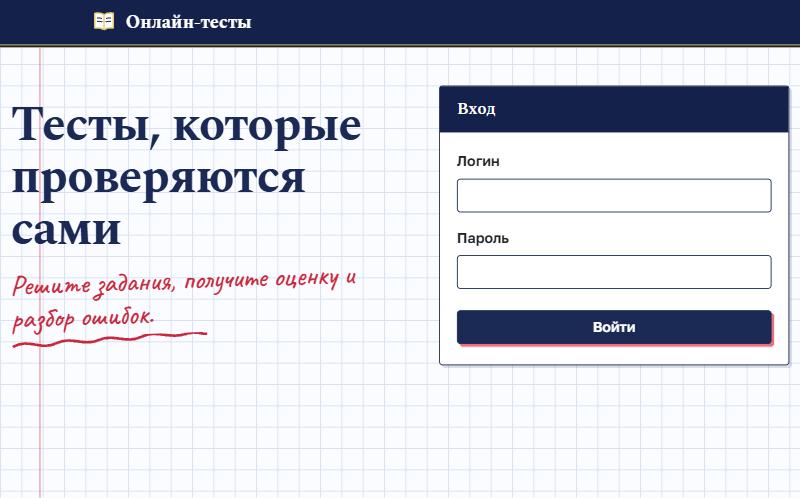 Онлайн-тесты
Тесты, которые
проверяются
сами
Решите задания, получите оценку и
разбор ошибок.
Вход
Логин
Пароль
Войти